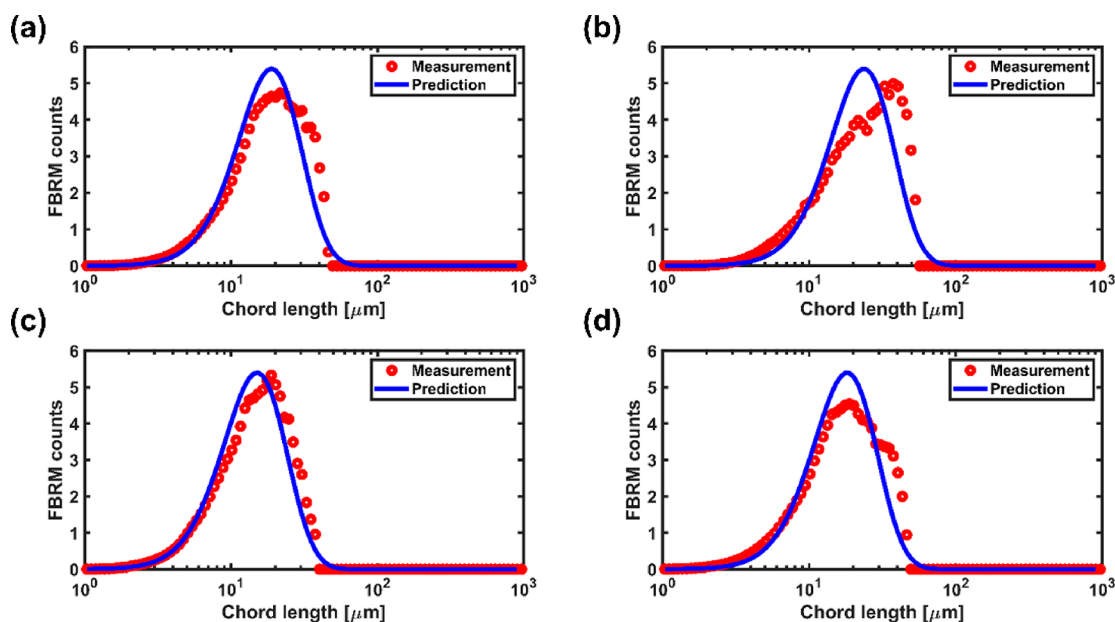 (a)
6
5
4
3
2
1
0
FBRM counts
Measurement
Prediction
10^0 10^1 10^2 10^3
Chord length [μm]
(b)
6
5
4
3
2
1
0
FBRM counts
Measurement
Prediction
10^0 10^1 10^2 10^3
Chord length [μm]
(c)
6
5
4
3
2
1
0
FBRM counts
Measurement
Prediction
10^0 10^1 10^2 10^3
Chord length [μm]
(d)
6
5
4
3
2
1
0
FBRM counts
Measurement
Prediction
10^0 10^1 10^2 10^3
Chord length [μm]